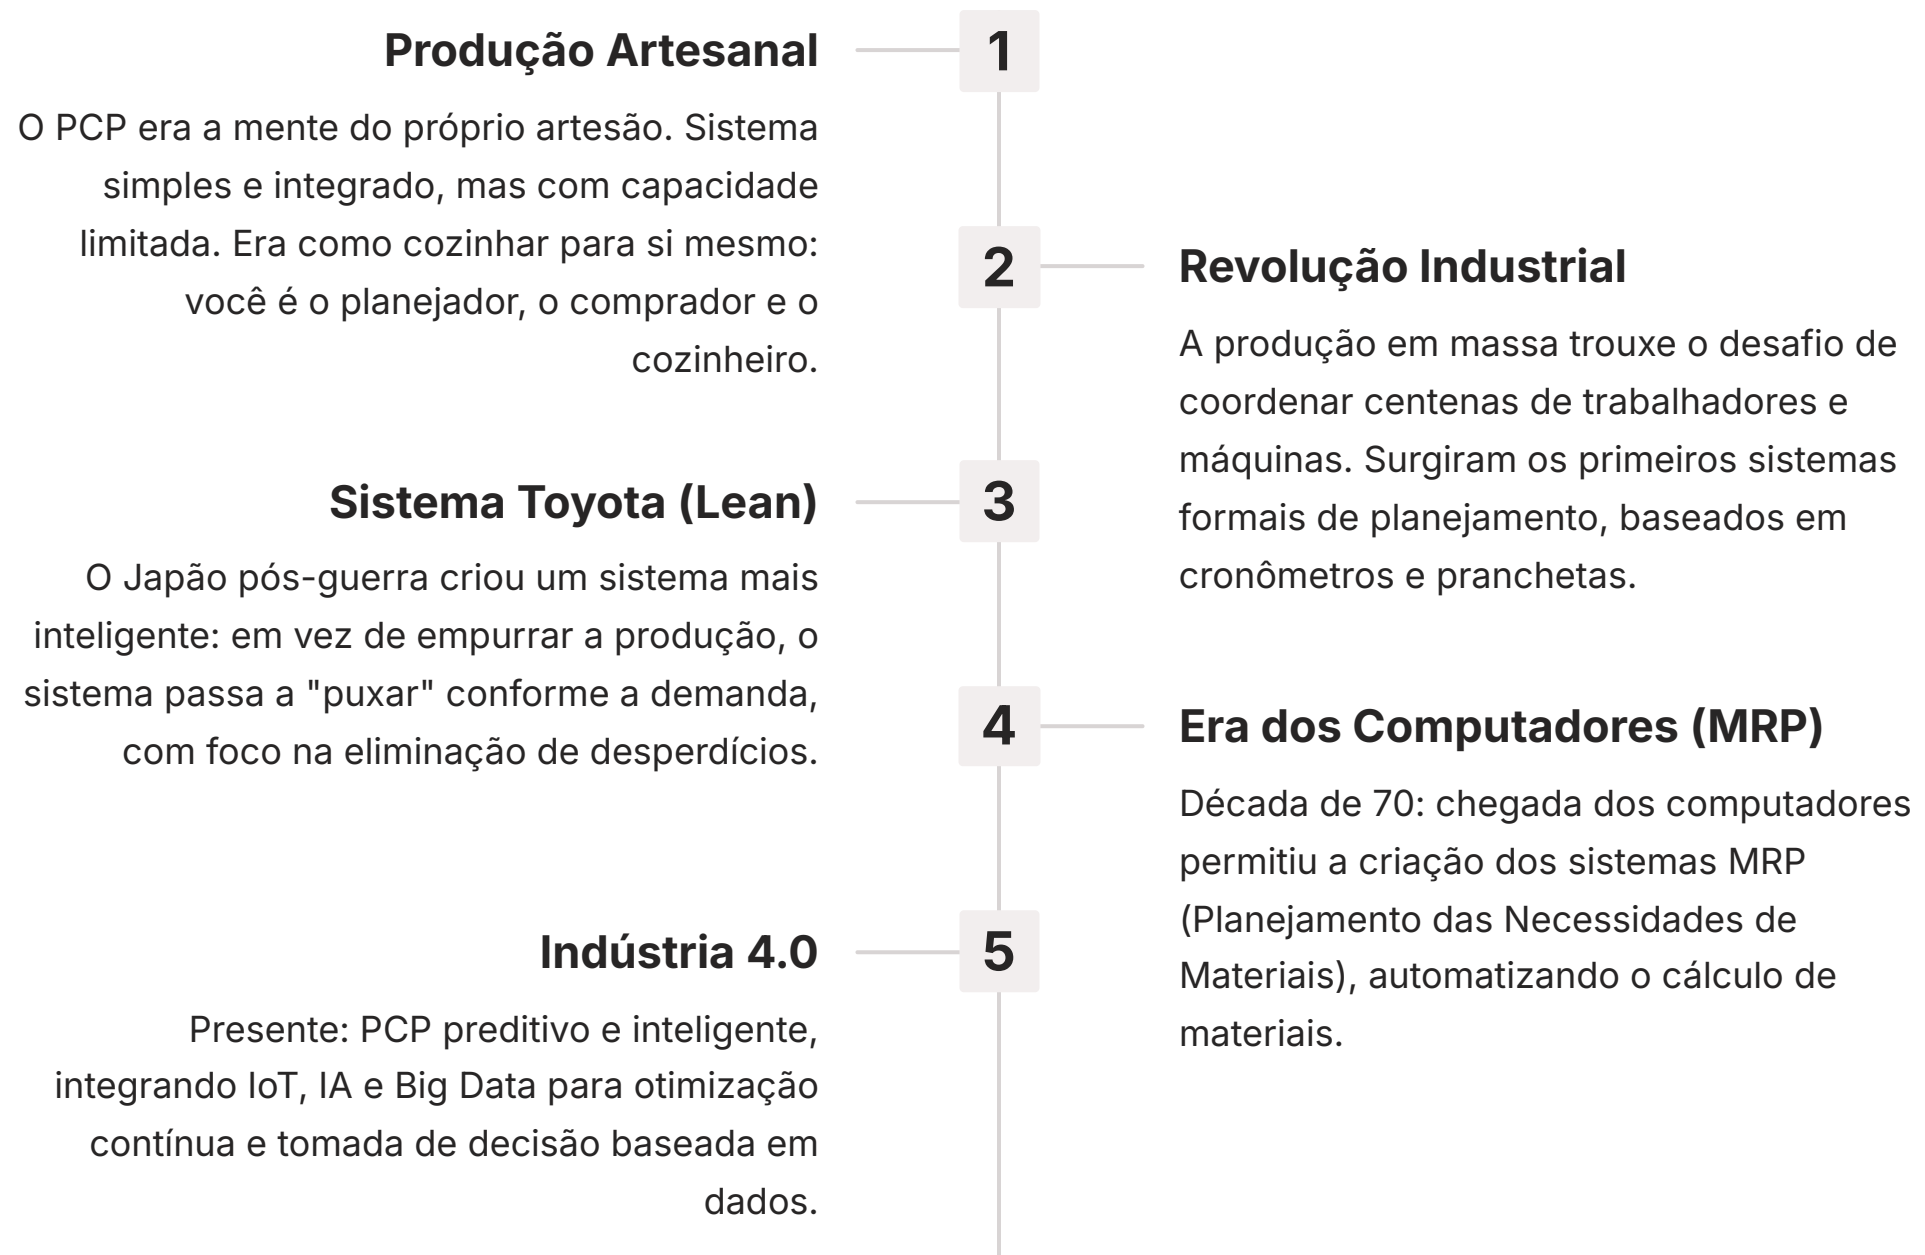 Produção Artesanal
1
O PCP era a mente do próprio artesão. Sistema
simples e integrado, mas com capacidade
limitada. Era como cozinhar para si mesmo:
você é o planejador, o comprador e o
cozinheiro.
2
Revolução Industrial
A produção em massa trouxe o desafio de
coordenar centenas de trabalhadores e
máquinas. Surgiram os primeiros sistemas
formais de planejamento, baseados em
cronômetros e pranchetas.
Sistema Toyota (Lean)
3
O Japão pós-guerra criou um sistema mais
inteligente: em vez de empurrar a produção, o
sistema passa a "puxar" conforme a demanda,
com foco na eliminação de desperdícios.
4
Era dos Computadores (MRP)
Década de 70: chegada dos computadores
permitiu a criação dos sistemas MRP
(Planejamento das Necessidades de
Materiais), automatizando o cálculo de
materiais.
Indústria 4.0
5
Presente: PCP preditivo e inteligente,
integrando IoT, IA e Big Data para otimização
contínua e tomada de decisão baseada em
dados.